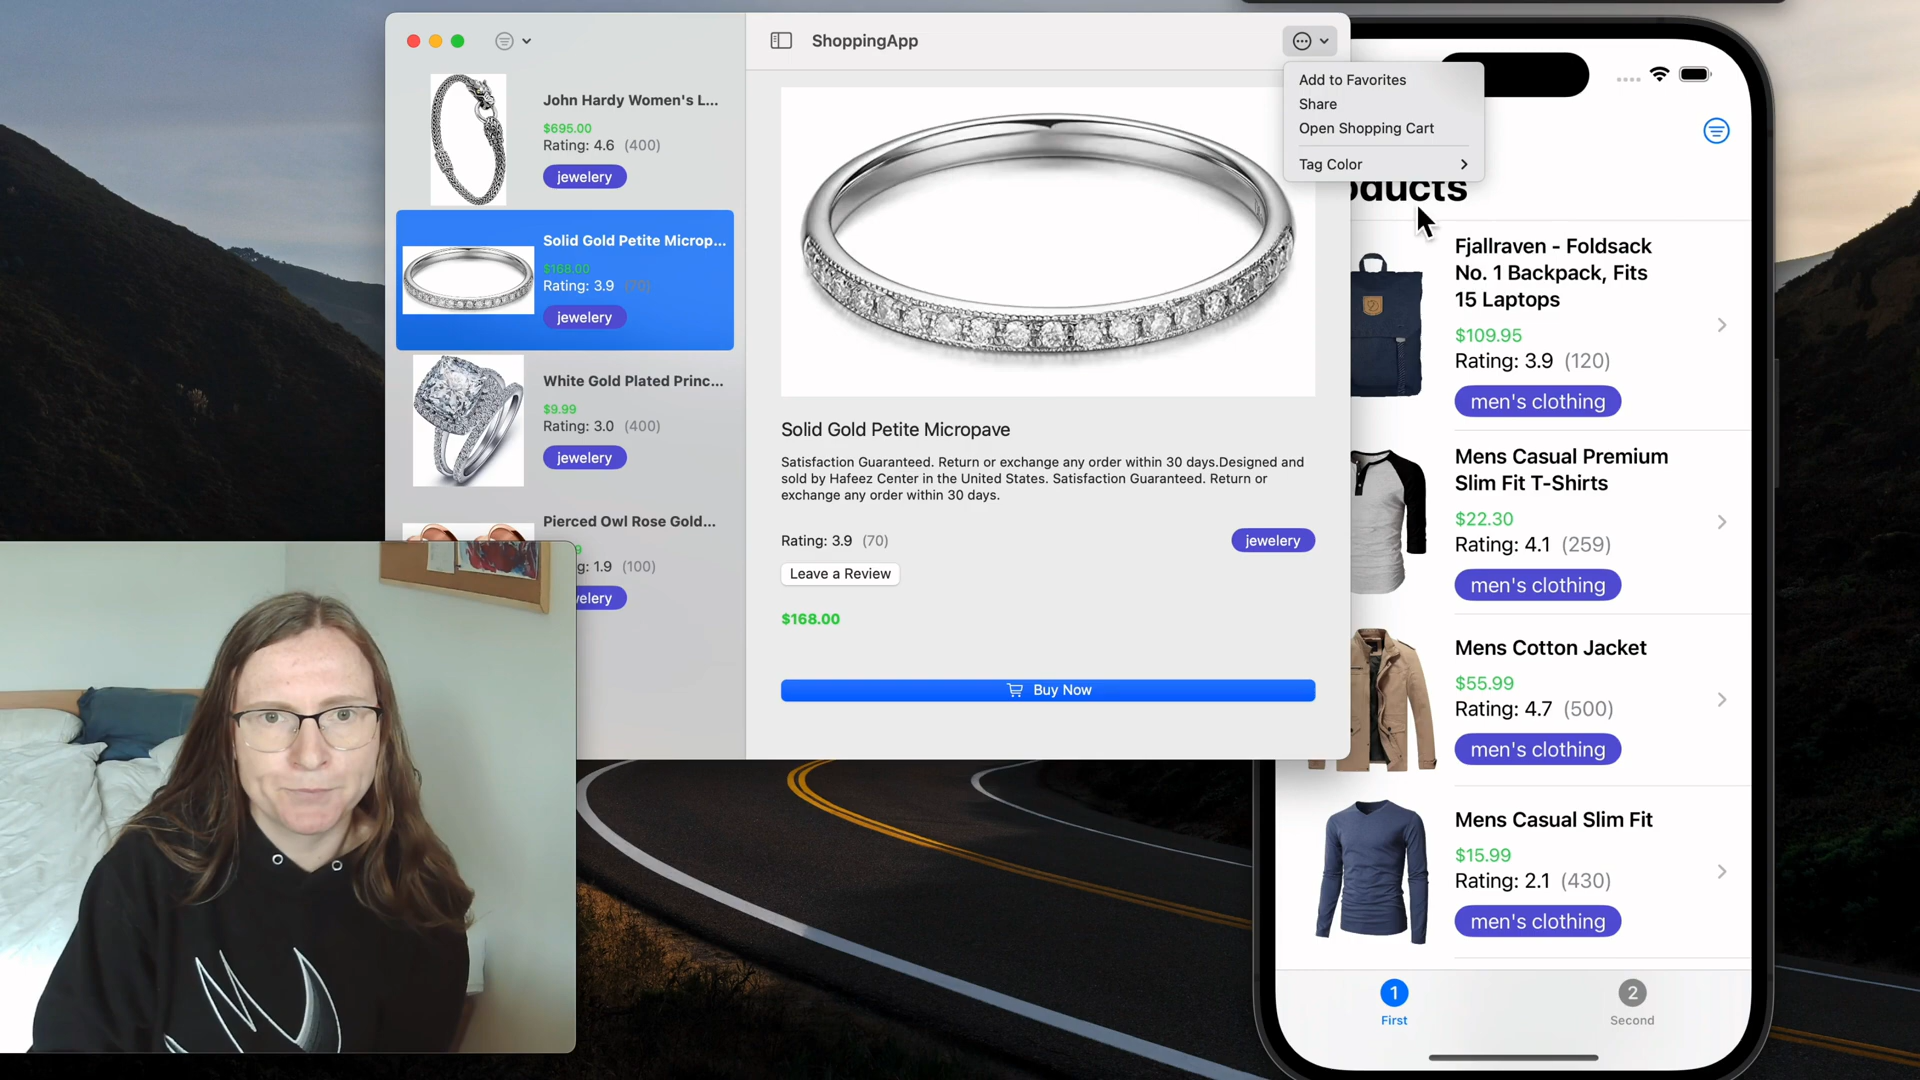 ShoppingApp
John Hardy Women's L...
$695.00
Rating: 4.6 (400)
jewelery
Solid Gold Petite Microp...
$168.00
Rating: 3.9 (70)
jewelery
White Gold Plated Princ...
$9.99
Rating: 3.0 (400)
jewelery
Pierced Owl Rose Gold...
9
g: 1.9 (100)
welery
Solid Gold Petite Micropave
Satisfaction Guaranteed. Return or exchange any order within 30 days.Designed and
sold by Hafeez Center in the United States. Satisfaction Guaranteed. Return or
exchange any order within 30 days.
Rating: 3.9 (70)
jewelery
Leave a Review
$168.00
Buy Now
Add to Favorites
Share
Open Shopping Cart
Tag Color
oducts
Fjallraven - Foldsack
No. 1 Backpack, Fits
15 Laptops
$109.95
Rating: 3.9 (120)
men's clothing
Mens Casual Premium
Slim Fit T-Shirts
$22.30
Rating: 4.1 (259)
men's clothing
Mens Cotton Jacket
$55.99
Rating: 4.7 (500)
men's clothing
Mens Casual Slim Fit
$15.99
Rating: 2.1 (430)
men's clothing
1
First
2
Second